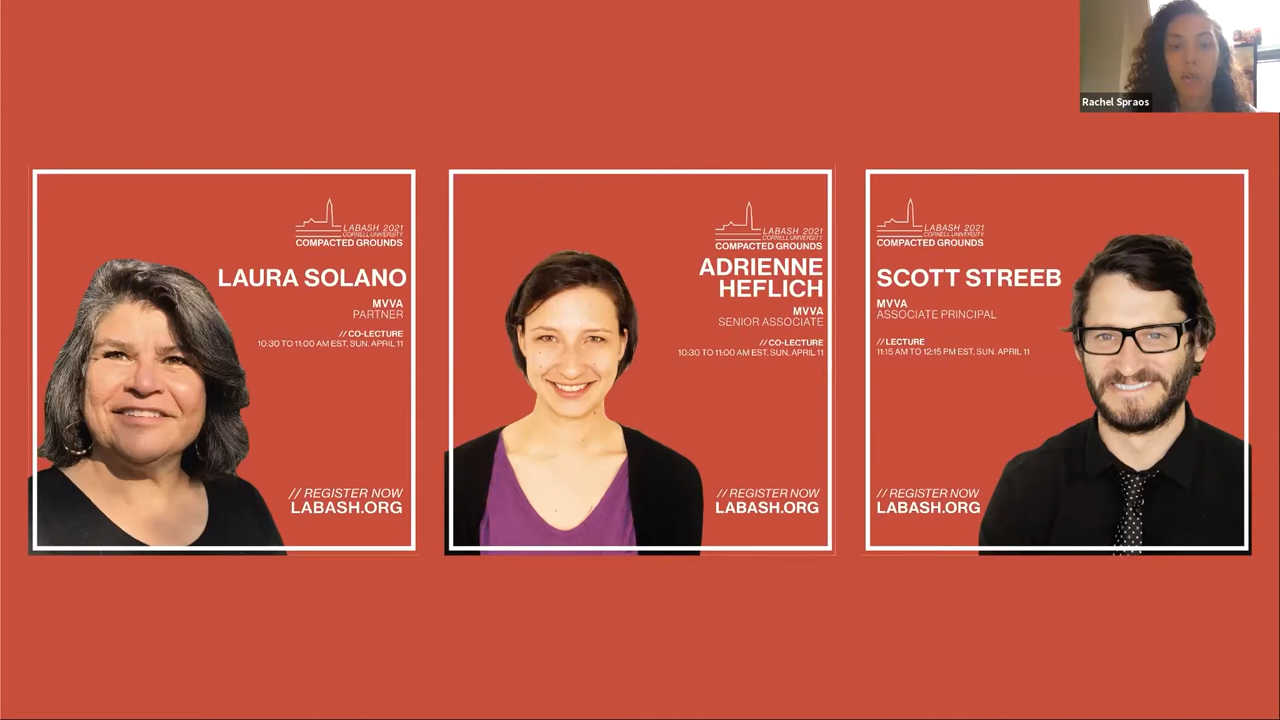 Rachel Spraos
LABASH 2021
CORNELL UNIVERSITY
COMPACTED GROUNDS
LAURA SOLANO
MVVA
PARTNER
// CO-LECTURE
10:30 TO 11:00 AM EST, SUN. APRIL 11
// REGISTER NOW
LABASH.ORG
LABASH 2021
CORNELL UNIVERSITY
COMPACTED GROUNDS
ADRIENNE
HEFLICH
MVVA
SENIOR ASSOCIATE
// CO-LECTURE
10:30 TO 11:00 AM EST, SUN. APRIL 11
// REGISTER NOW
LABASH.ORG
LABASH 2021
CORNELL UNIVERSITY
COMPACTED GROUNDS
SCOTT STREEB
MVVA
ASSOCIATE PRINCIPAL
// LECTURE
11:15 AM TO 12:15 PM EST, SUN. APRIL 11
// REGISTER NOW
LABASH.ORG